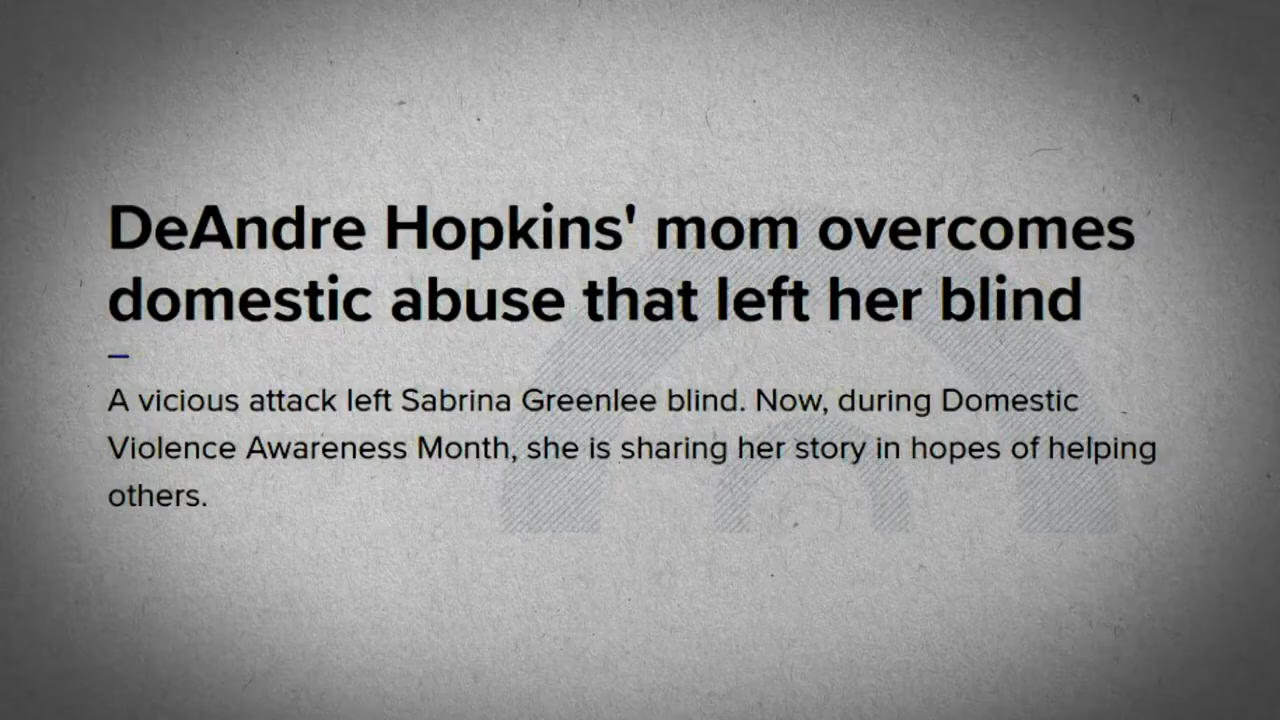 DeAndre Hopkins' mom overcomes
domestic abuse that left her blind
A vicious attack left Sabrina Greenlee blind. Now, during Domestic
Violence Awareness Month, she is sharing her story in hopes of helping
others.